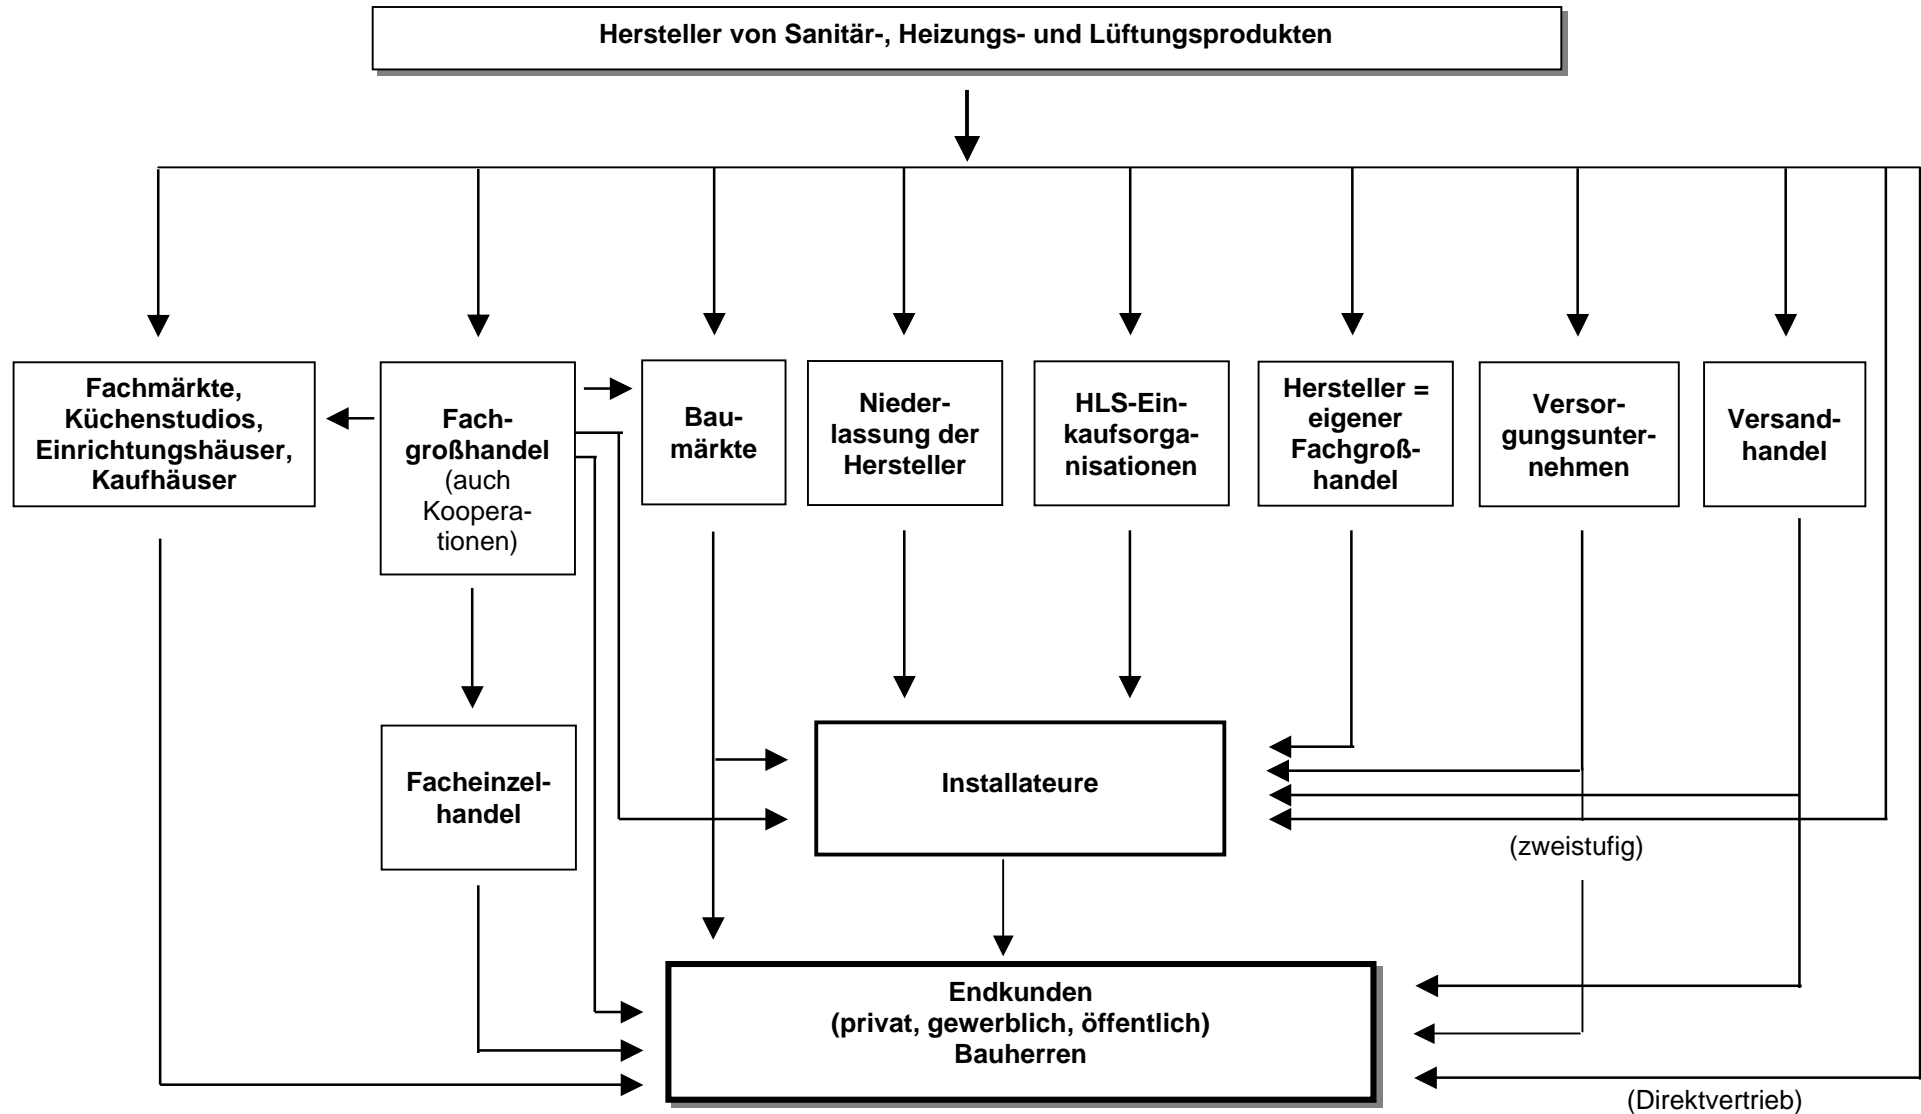 Hersteller von Sanitär-, Heizungs- und Lüftungsprodukten
Fachmärkte,
Küchenstudios,
Einrichtungshäuser,
Kaufhäuser
Fach-
großhandel
(auch
Koopera-
tionen)
Bau-
märkte
Nieder-
lassung der
Hersteller
HLS-Ein-
kaufsorga-
nisationen
Hersteller =
eigener
Fachgroß-
handel
Versor-
gungsunter-
nehmen
Versand-
handel
Facheinzel-
handel
Installateure
(zweistufig)
Endkunden
(privat, gewerblich, öffentlich)
Bauherren
(Direktvertrieb)